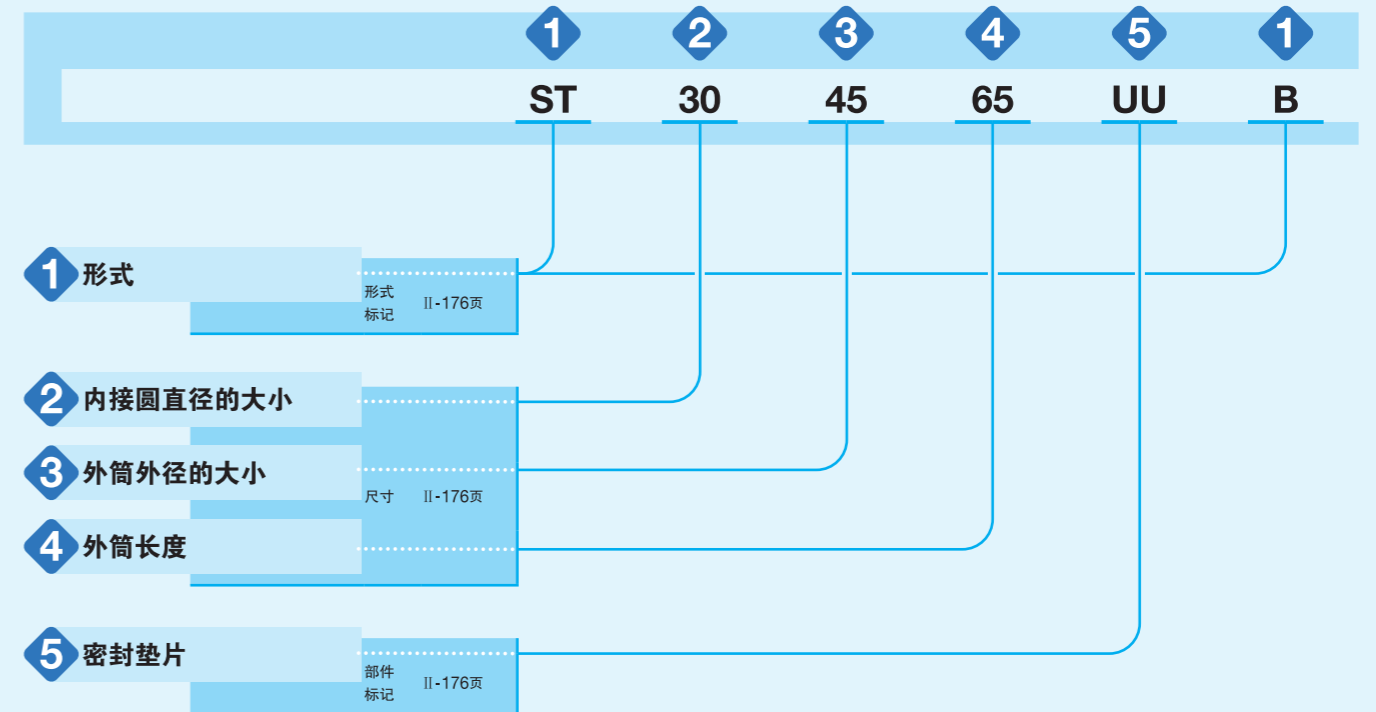 1 2 3 4 5 1
ST 30 45 65 UU B
1 形式
形式 Ⅱ-176页
标记
2 内接圆直径的大小
3 外筒外径的大小
尺寸 Ⅱ-176页
4 外筒长度
5 密封垫片
部件 Ⅱ-176页
标记